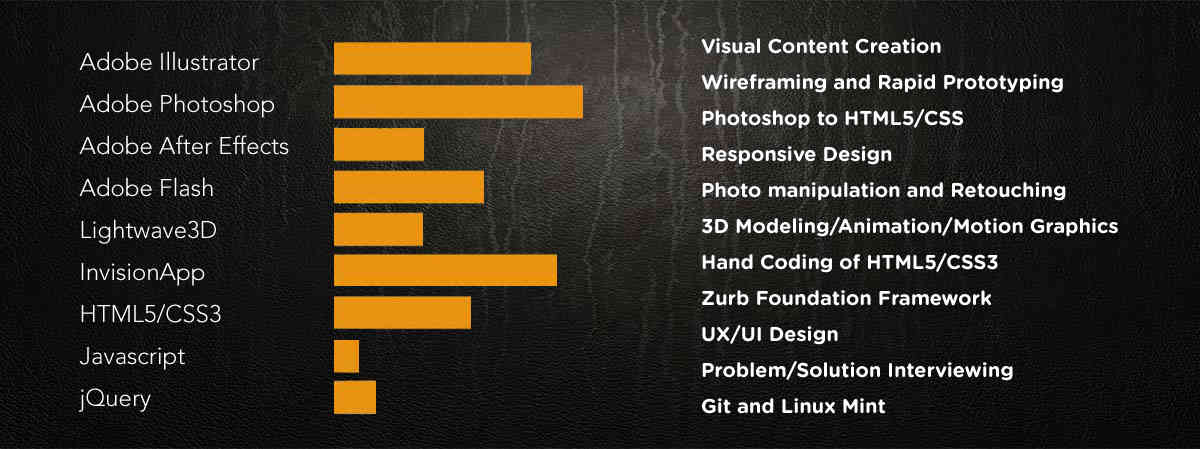 Adobe Illustrator
Adobe Photoshop
Adobe After Effects
Adobe Flash
Lightwave3D
InvisionApp
HTML5/CSS3
Javascript
jQuery
Visual Content Creation
Wireframing and Rapid Prototyping
Photoshop to HTML5/CSS
Responsive Design
Photo manipulation and Retouching
3D Modeling/Animation/Motion Graphics
Hand Coding of HTML5/CSS3
Zurb Foundation Framework
UX/UI Design
Problem/Solution Interviewing
Git and Linux Mint